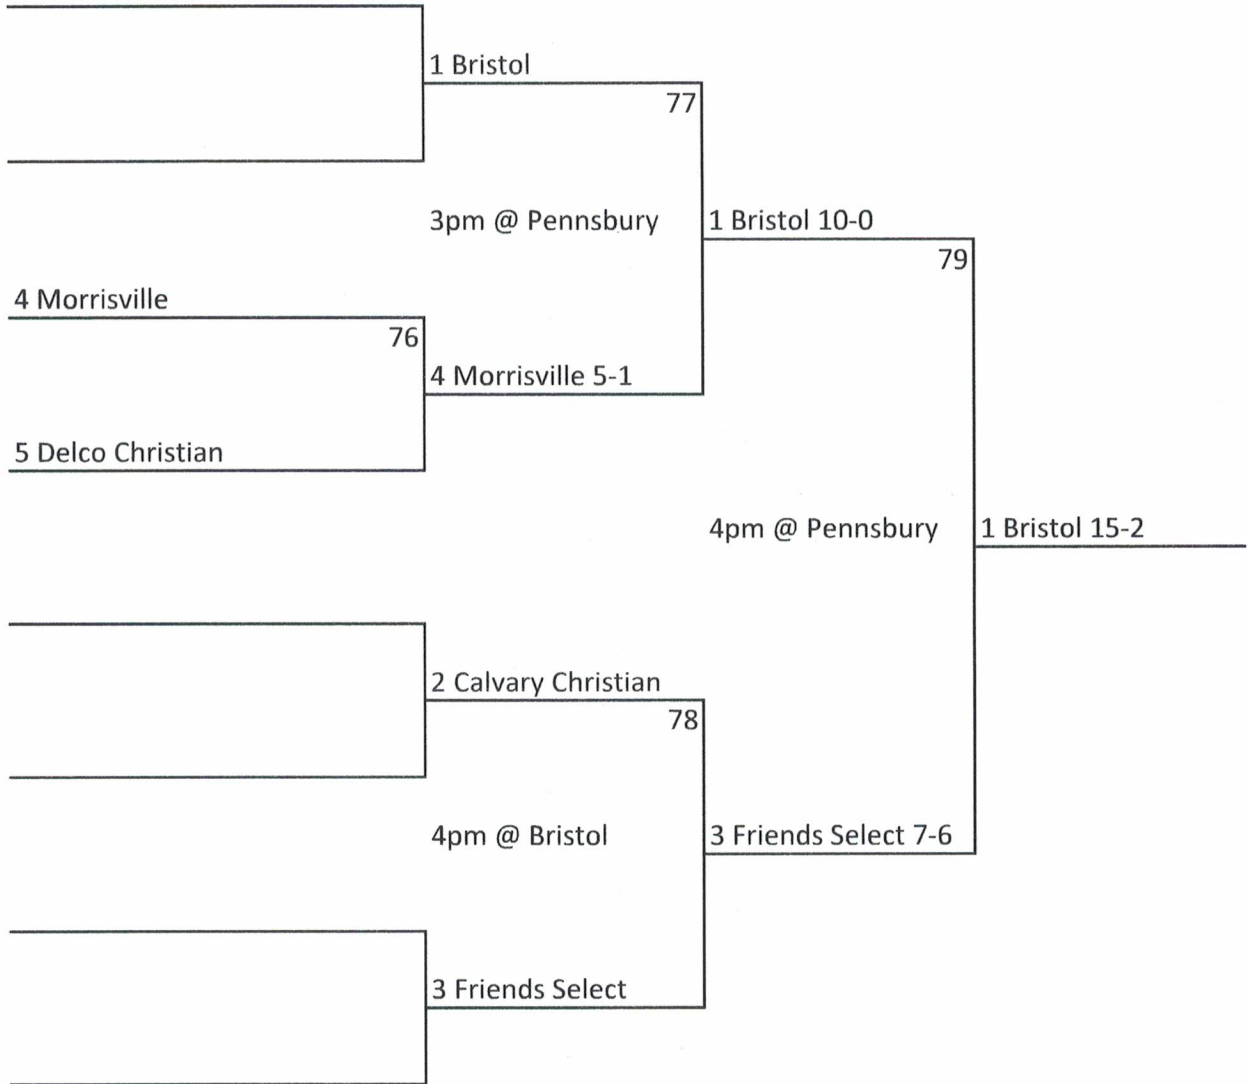 1 Bristol
77
3pm @ Pennsbury
1 Bristol 10-0
79
4 Morrisville
76
4 Morrisville 5-1
5 Delco Christian
4pm @ Pennsbury
1 Bristol 15-2
2 Calvary Christian
78
4pm @ Bristol
3 Friends Select 7-6
3 Friends Select